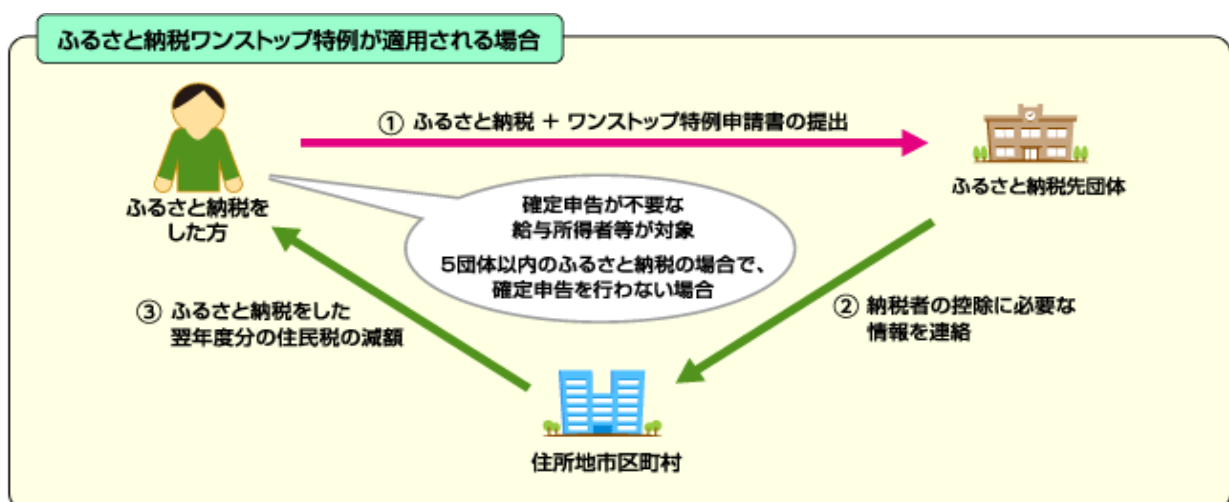 ふるさと納税ワンストップ特例が適用される場合
① ふるさと納税 + ワンストップ特例申請書の提出
ふるさと納税先団体
ふるさと納税を
した方
確定申告が不要な
給与所得者等が対象
5団体以内のふるさと納税の場合で、
確定申告を行わない場合
② 納税者の控除に必要な
情報を連絡
③ ふるさと納税をした
翌年度分の住民税の減額
住所地市区町村